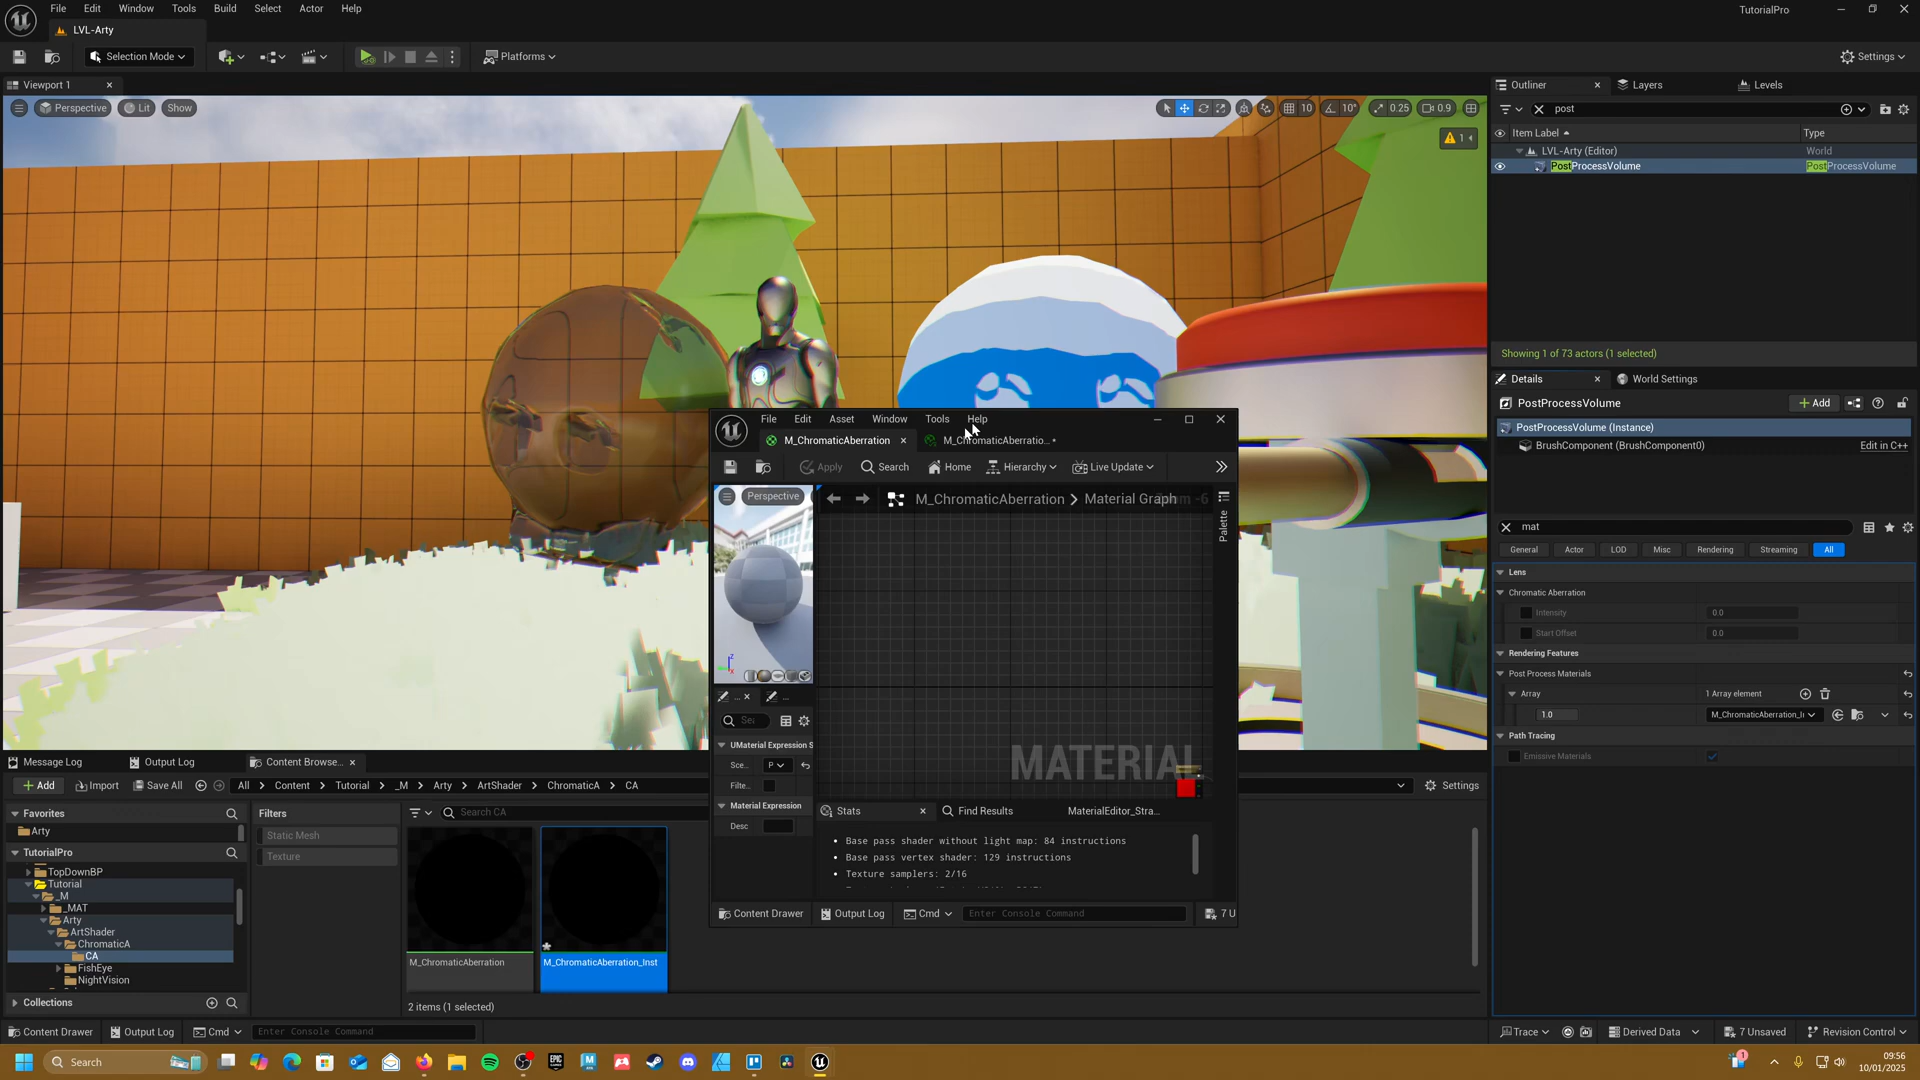 File Edit Window Tools Build Select Actor Help
TutorialPro
LVL-Arty
Selection Mode
Platforms
Settings
Viewport 1
Perspective Lit Show
10 10° 0.25 0.9
1
Outliner Layers Levels
post
Item Label Type
LVL-Arty (Editor) World
PostProcessVolume PostProcessVolume
Showing 1 of 73 actors (1 selected)
Details World Settings
PostProcessVolume
Add
PostProcessVolume (Instance)
BrushComponent (BrushComponent0) Edit in C++
mat
General Actor LOD Misc Rendering Streaming All
Lens
Chromatic Aberration
Intensity 0.0
Start Offset 0.0
Rendering Features
Post Process Materials
Array 1 Array element
1.0 M_ChromaticAberration_I
Path Tracing
Emissive Materials
File Edit Asset Window Tools Help
M_ChromaticAberration M_ChromaticAberratio... •
Apply Search Home Hierarchy Live Update
Perspective
M_ChromaticAberration > Material Graph
Palette
MATERIAL
UMaterial Expression S
Sce... P
Filte...
Material Expression
Desc
Stats Find Results MaterialEditor_Stra...
• Base pass shader without light map: 84 instructions
• Base pass vertex shader: 129 instructions
• Texture samplers: 2/16
Content Drawer Output Log Cmd Enter Console Command 7 U
Message Log Output Log Content Browse...
Add Import Save All All > Content > Tutorial > _M > Arty > ArtShader > ChromaticA > CA
Settings
Favorites
Arty
TutorialPro
TopDownBP
Tutorial
_M
_MAT
Arty
ArtShader
ChromaticA
CA
FishEye
NightVision
Collections
Filters
Static Mesh
Texture
Search CA
M_ChromaticAberration
M_ChromaticAberration_Inst
2 items (1 selected)
Content Drawer Output Log Cmd Enter Console Command
Trace Derived Data 7 Unsaved Revision Control
Search
09:56
10/01/2025